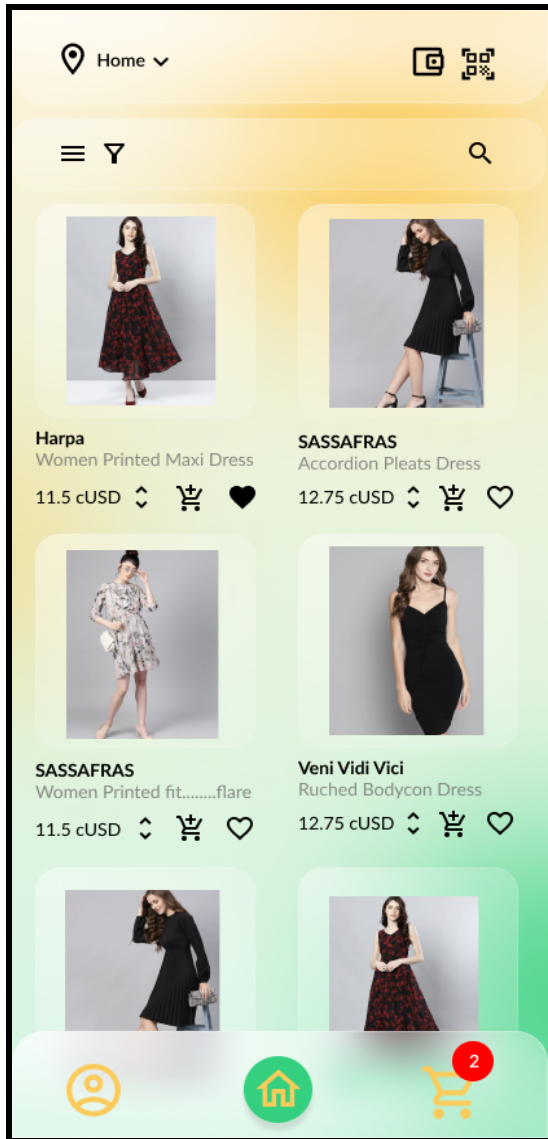 Home
Harpa
Women Printed Maxi Dress
11.5 cUSD
SASSAFRAS
Accordion Pleats Dress
12.75 cUSD
SASSAFRAS
Women Printed fit........flare
11.5 cUSD
Veni Vidi Vici
Ruched Bodycon Dress
12.75 cUSD
2